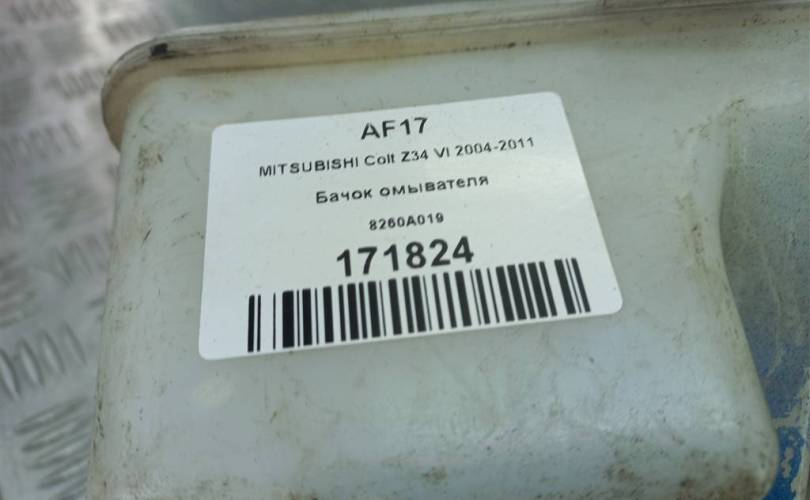 AF17
MITSUBISHI Colt Z34 VI 2004-2011
Бачок омывателя
8260A019
171824